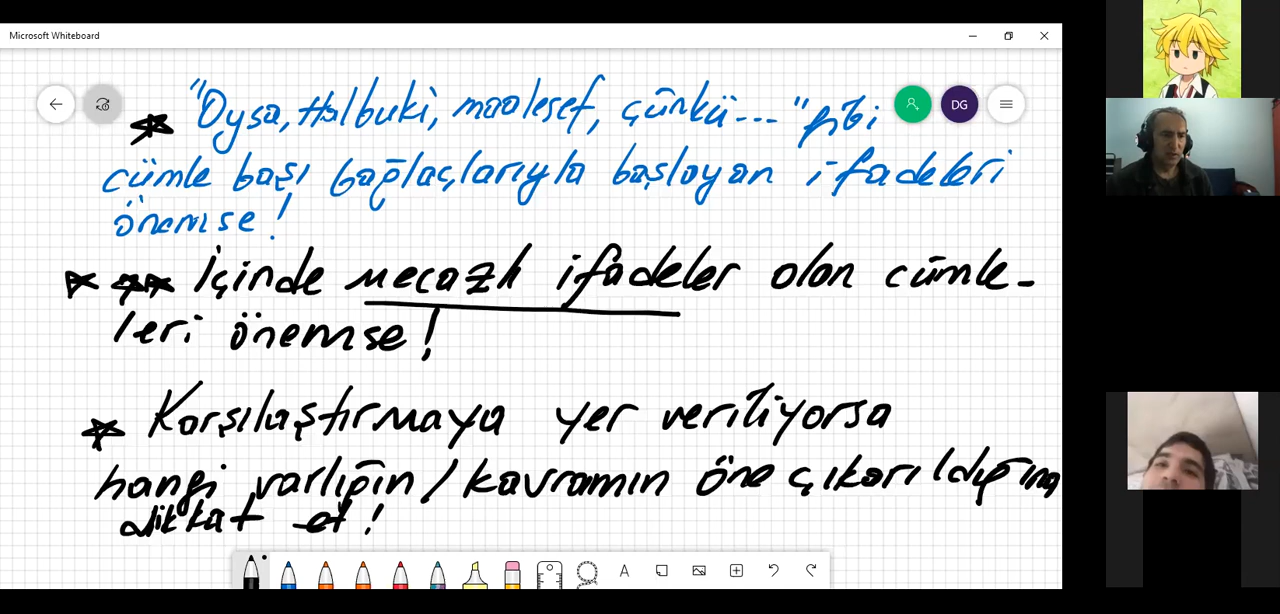 Microsoft Whiteboard
DG
"Oysa, Halbuki, maalesef, çünkü..." gibi
cümle başı bağlaçlarıyla başlayan ifadeleri
önemse!
İçinde mecazlı ifadeler olan cümle-
leri önemse!
Karşılaştırmaya yer veriliyorsa
hangi varlığın / kavramın öne çıkarıldığına
dikkat et!
A